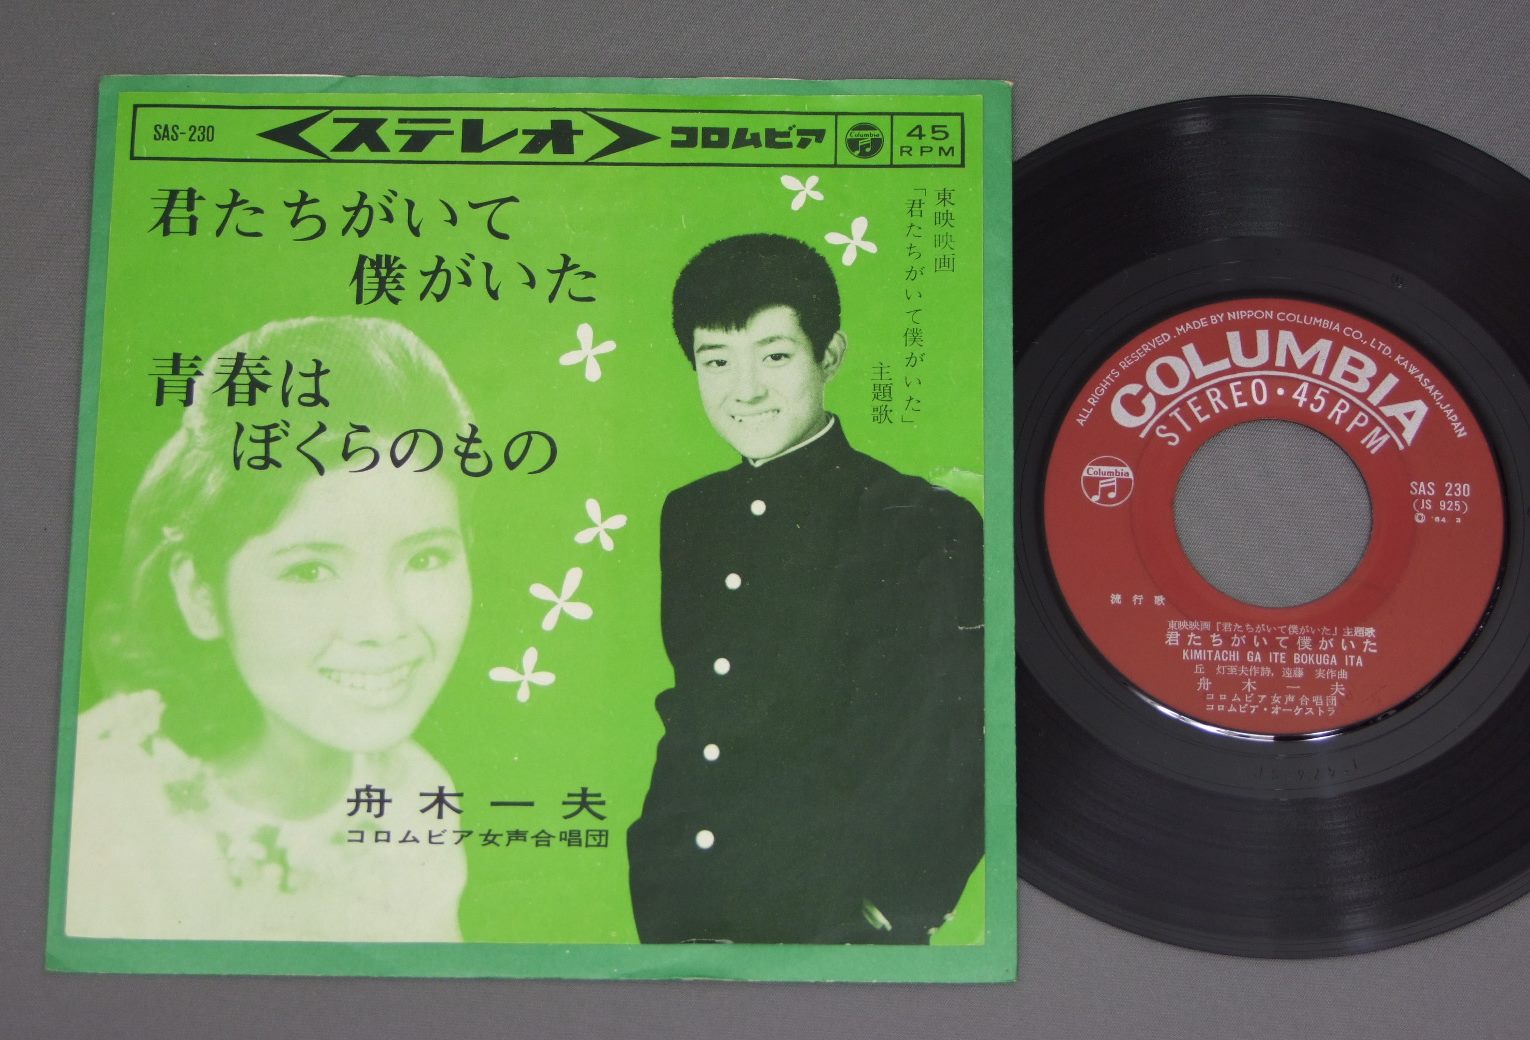 SAS-230
ステレオ
コロムビア
Columbia
45
RPM
君たちがいて
僕がいた
青春は
ぼくらのもの
東映映画
「君たちがいて僕がいた」
主題歌
舟木一夫
コロムビア女声合唱団
ALL RIGHTS RESERVED. MADE BY NIPPON COLUMBIA CO., LTD. KAWASAKI, JAPAN
COLUMBIA
STEREO・45RPM
Columbia
SAS 230
(JS 925)
流行歌
東映映画『君たちがいて僕がいた』主題歌
君たちがいて僕がいた
KIMITACHI GA ITE BOKUGA ITA
丘 灯至夫作詩, 遠藤 実作曲
舟木一夫
コロムビア女声合唱団
コロムビア・オーケストラ